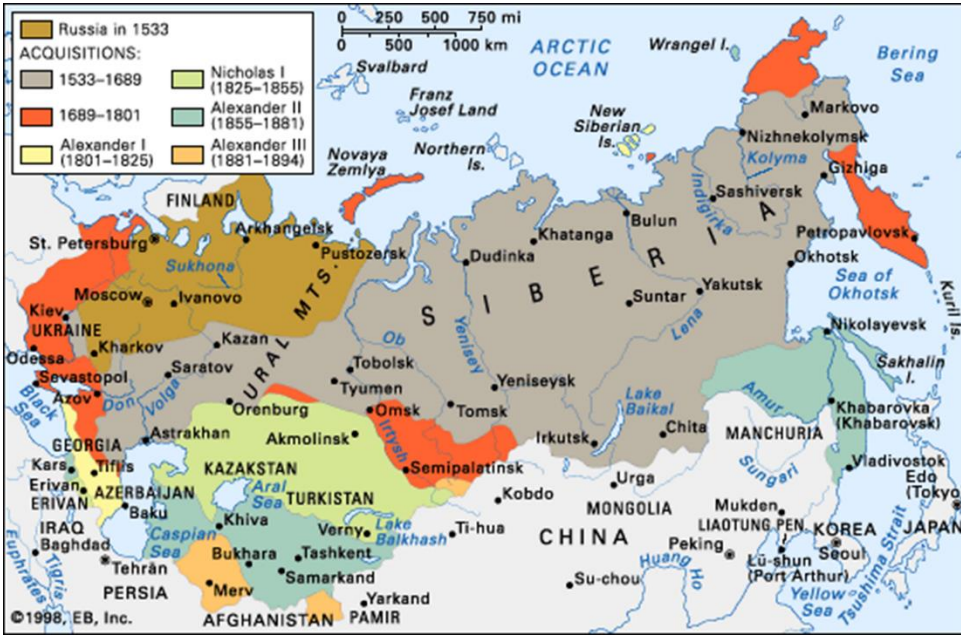 Russia in 1533
ACQUISITIONS:
1533–1689
1689–1801
Alexander I
(1801–1825)
Nicholas I
(1825–1855)
Alexander II
(1855–1881)
Alexander III
(1881–1894)
0 250 500 750 mi
0 500 1000 km
ARCTIC
OCEAN
Wrangel I.
Bering
Sea
Svalbard
Franz
Josef Land
New
Siberian
Is.
Northern
Is.
Novaya
Zemlya
Markovo
Nizhnekolymsk
Kolyma
Gizhiga
Indigirka
Sashiversk
FINLAND
St. Petersburg
Arkhangelsk
Pustozersk
Sukhona
Khatanga
Bulun
Dudinka
Petropavlovsk
Okhotsk
Sea of
Okhotsk
Kuril Is.
SIBERIA
Moscow
Ivanovo
URAL MTS.
Suntar
Yakutsk
Lena
Kiev
UKRAINE
Kharkov
Kazan
Ob
Yenisey
Nikolayevsk
Odessa
Sevastopol
Saratov
Tobolsk
Tyumen
Yeniseysk
Lake
Baikal
Sakhalin
I.
Black
Sea
Azov
Don
Volga
Orenburg
Omsk
Tomsk
Amur
Khabarovka
(Khabarovsk)
Astrakhan
Akmolinsk
Irtysh
Irkutsk
Chita
MANCHURIA
GEORGIA
Kars
Tiflis
KAZAKSTAN
Semipalatinsk
Sungari
Vladivostok
Erivan
ERIVAN
AZERBAIJAN
Baku
Aral
Sea
TURKISTAN
Kobdo
Urga
MONGOLIA
Edo
(Tokyo)
IRAQ
Baghdad
Caspian
Sea
Khiva
Verny
Lake
Balkhash
Ti-hua
CHINA
Mukden
LIAOTUNG PEN.
KOREA
JAPAN
Euphrates
Tigris
Tehrān
Bukhara
Tashkent
Samarkand
Peking
Seoul
Lü-shun
(Port Arthur)
PERSIA
Merv
Yarkand
Su-chou
Huang Ho
Yellow
Sea
Tsushima Strait
AFGHANISTAN
PAMIR
©1998, EB, Inc.